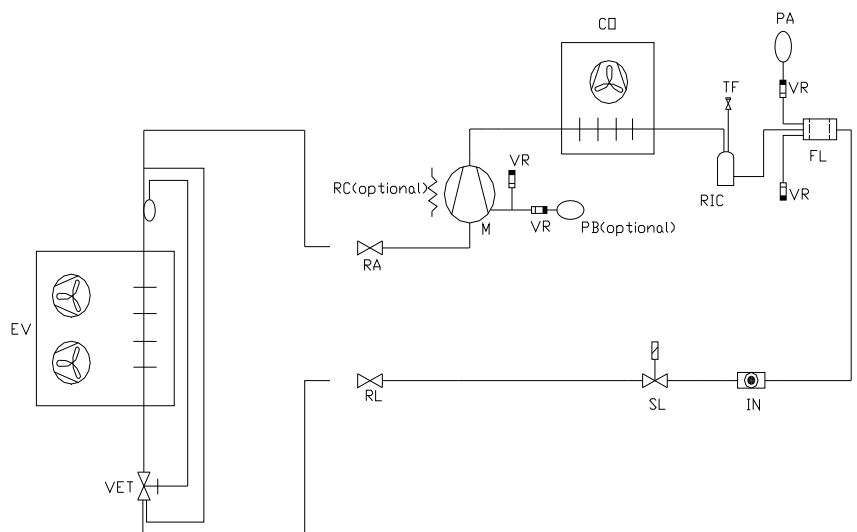 CO
PA
TF
VR
FL
VR
RC(optional)
VR
RIC
M
VR
PB(optional)
RA
EV
RL
SL
IN
VET